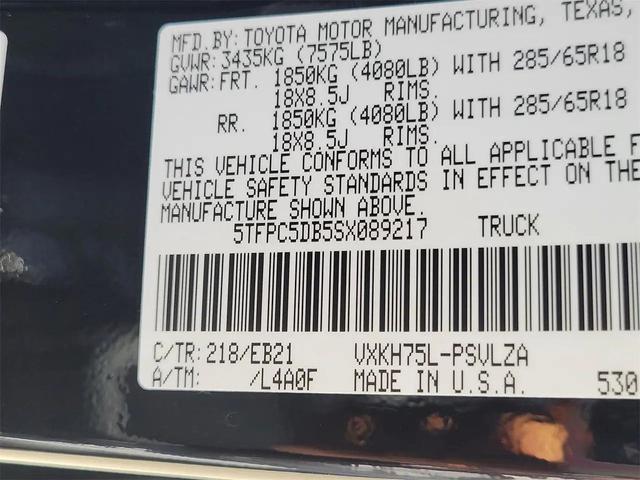 MFD.BY: TOYOTA MOTOR MANUFACTURING, TEXAS,
GVWR: 3435KG (7575LB)
GAWR: FRT. 1850KG (4080LB) WITH 285/65R18
18X8.5J RIMS.
RR. 1850KG (4080LB) WITH 285/65R18
18X8.5J RIMS.
THIS VEHICLE CONFORMS TO ALL APPLICABLE F
VEHICLE SAFETY STANDARDS IN EFFECT ON THE
MANUFACTURE SHOWN ABOVE.
5TFPC5DB5SX089217 TRUCK
C/TR: 218/EB21 VXKH75L-PSVLZA
A/TM: /L4A0F MADE IN U.S.A. 530